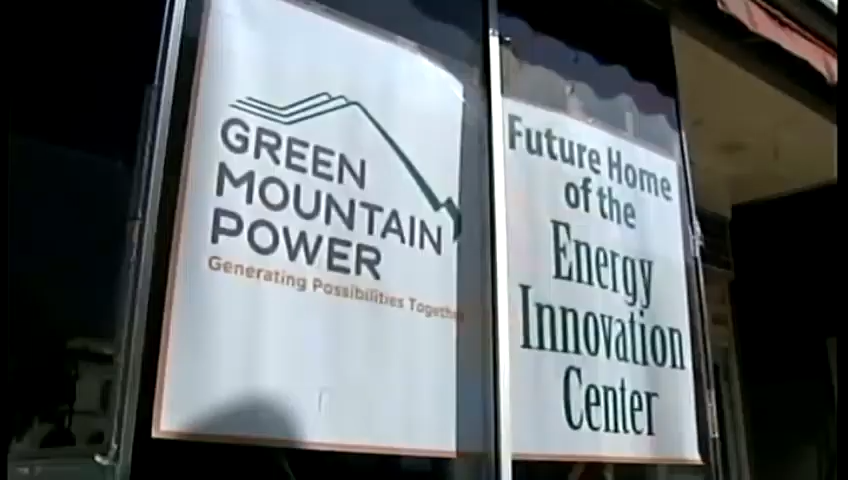 GREEN
MOUNTAIN
POWER
Generating Possibilities Together
Future Home
of the
Energy
Innovation
Center